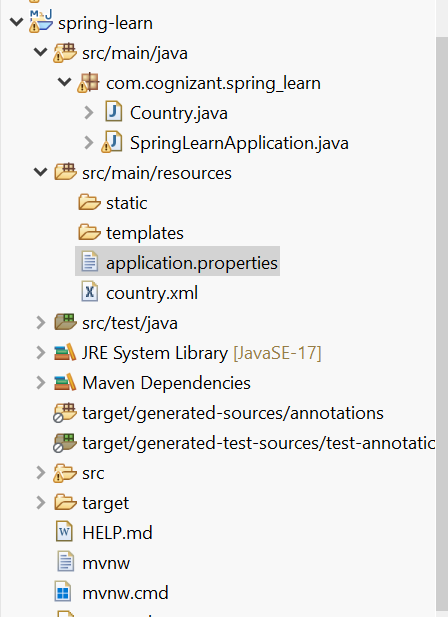 spring-learn
src/main/java
com.cognizant.spring_learn
Country.java
SpringLearnApplication.java
src/main/resources
static
templates
application.properties
country.xml
src/test/java
JRE System Library [JavaSE-17]
Maven Dependencies
target/generated-sources/annotations
target/generated-test-sources/test-annotatic
src
target
HELP.md
mvnw
mvnw.cmd